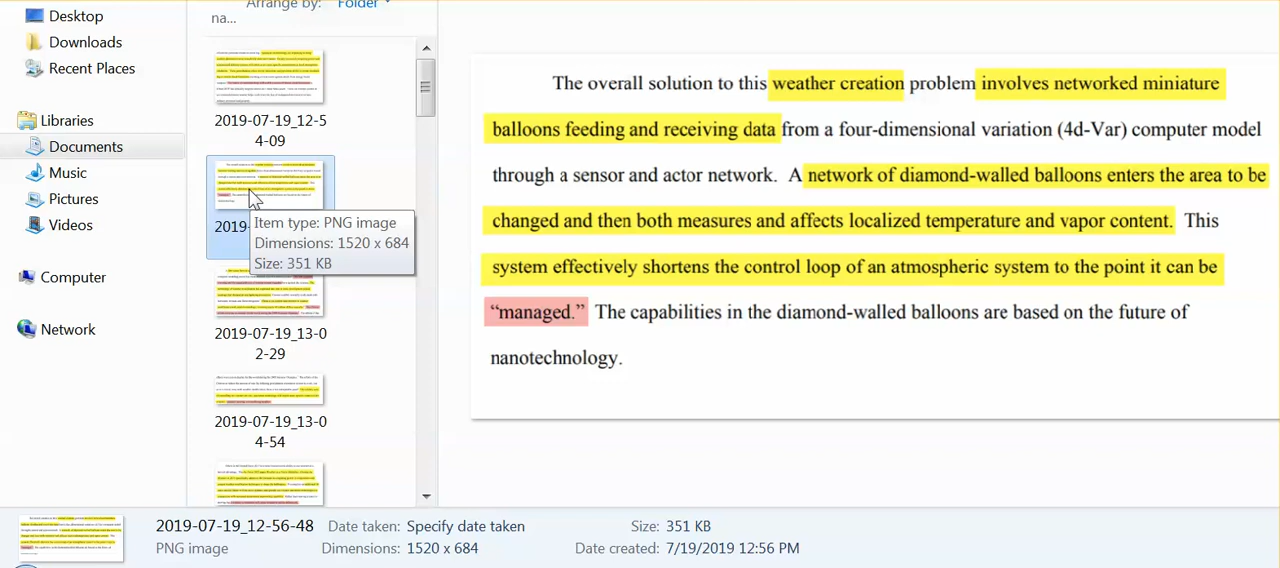 Arrange by: Folder
na...
Desktop
Downloads
Recent Places
Libraries
Documents
Music
Pictures
Videos
Computer
Network
2019-07-19_12-5
4-09
2019-
Item type: PNG image
Dimensions: 1520 x 684
Size: 351 KB
2019-07-19_13-0
2-29
2019-07-19_13-0
4-54
The overall solution to this weather creation problem involves networked miniature
balloons feeding and receiving data from a four-dimensional variation (4d-Var) computer model
through a sensor and actor network. A network of diamond-walled balloons enters the area to be
changed and then both measures and affects localized temperature and vapor content. This
system effectively shortens the control loop of an atmospheric system to the point it can be
“managed.” The capabilities in the diamond-walled balloons are based on the future of
nanotechnology.
2019-07-19_12-56-48 Date taken: Specify date taken Size: 351 KB
PNG image Dimensions: 1520 x 684 Date created: 7/19/2019 12:56 PM